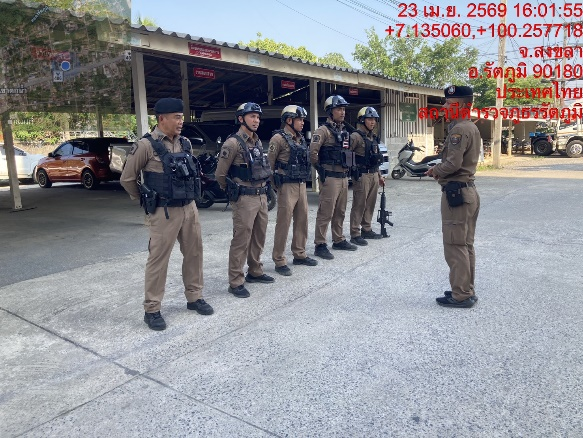 23 เม.ย. 2569 16:01:55
+7.135060,+100.257718
จ.สงขลา
อ.รัตภูมิ 90180
ประเทศไทย
สถานีตำรวจภูธรรัตภูมิ